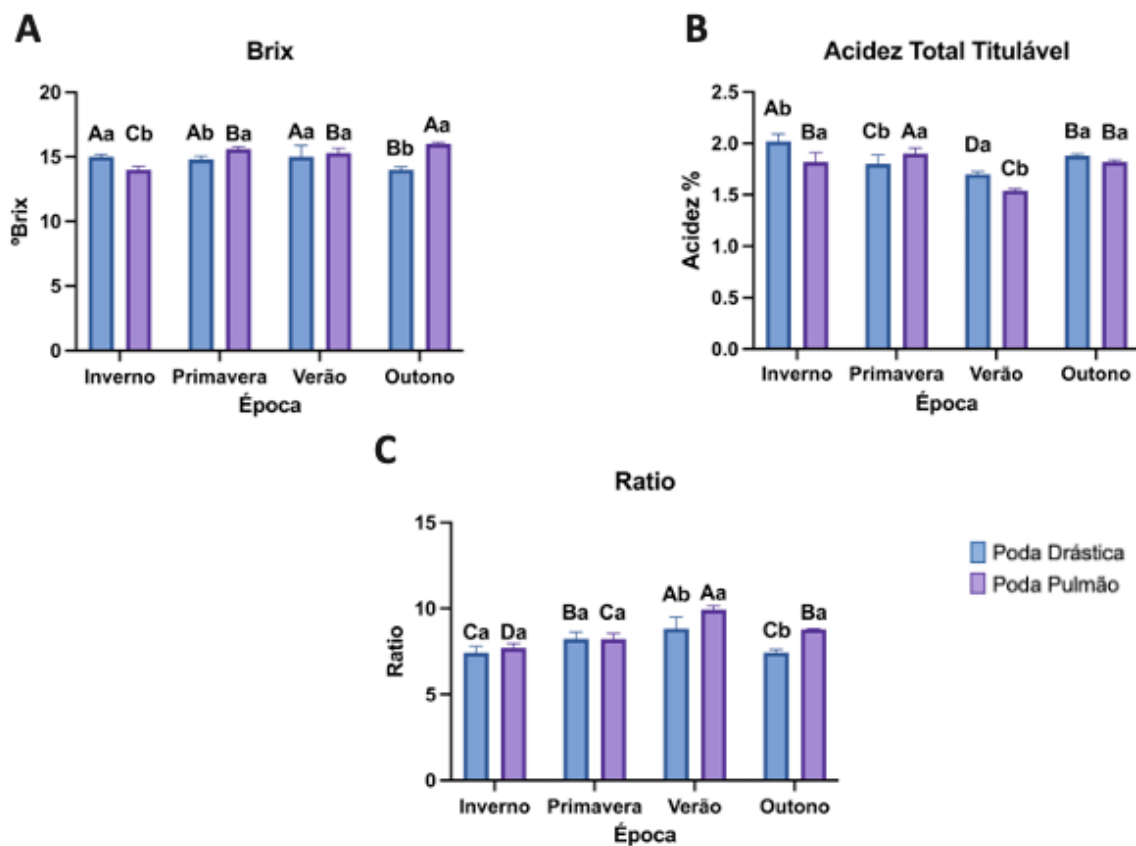 A
Brix
20
15
10
5
0
ºBrix
Aa Cb Ab Ba Aa Ba Bb Aa
Inverno Primavera Verão Outono
Época
B
Acidez Total Titulável
2.5
2.0
1.5
1.0
0.5
0.0
Acidez %
Ab Ba Cb Aa Da Cb Ba Ba
Inverno Primavera Verão Outono
Época
C
Ratio
15
10
5
0
Ratio
Ca Da Ba Ca Ab Aa Cb Ba
Inverno Primavera Verão Outono
Época
Poda Drástica
Poda Pulmão